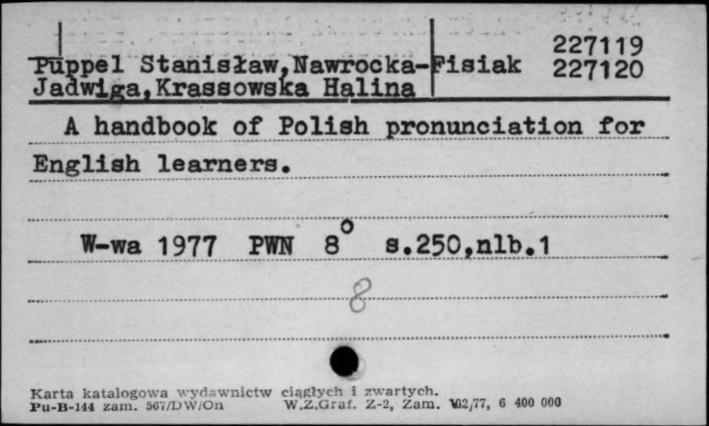 227119
Puppel Stanisław,Nawrocka-Fisiak 227120
Jadwiga,Krassowska Halina
A handbook of Polish pronunciation for
English learners.
W-wa 1977 PWN 8° s.250,nlb.1
8
Karta katalogowa wydawnictw ciągłych i zwartych.
Pu-B-144 zam. 567/DW/On W.Z.Graf. Z-2, Zam. 102/77, 6 400 000